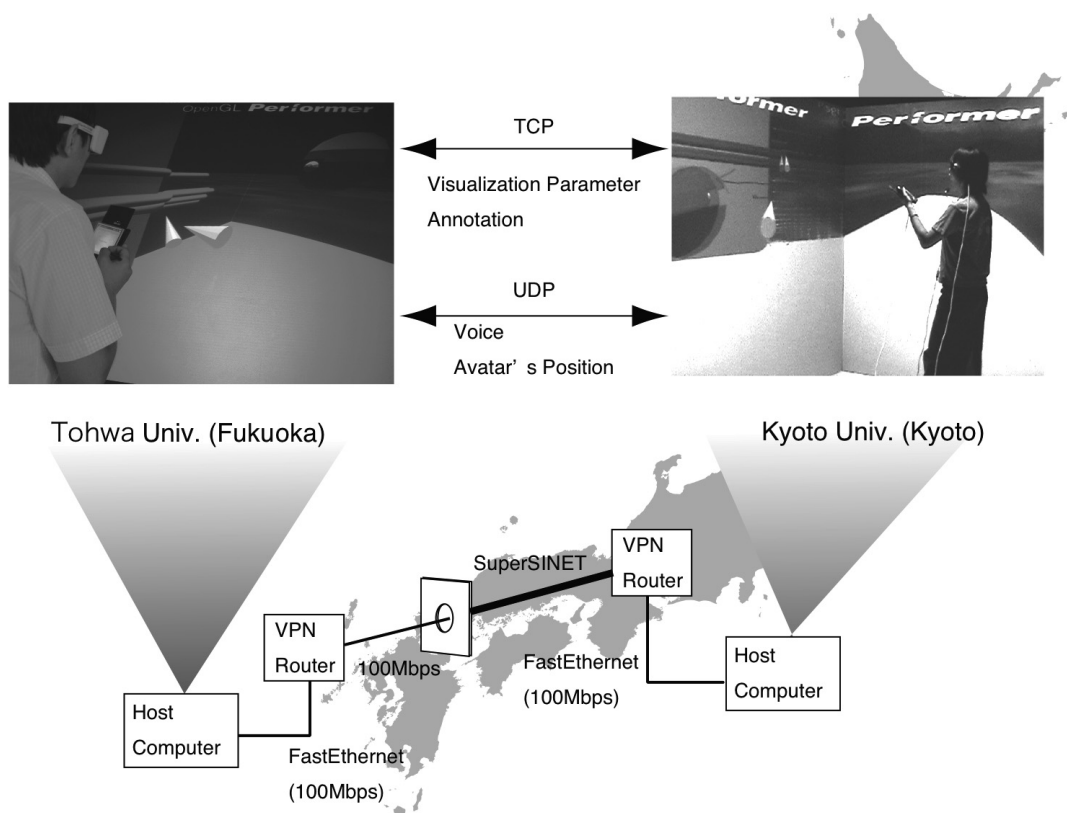 OpenGL Performer
former
Performer
TCP
Visualization Parameter
Annotation
UDP
Voice
Avatar’ s Position
Tohwa Univ. (Fukuoka)
Kyoto Univ. (Kyoto)
SuperSINET
VPN
Router
VPN
Router
100Mbps
FastEthernet
(100Mbps)
Host
Computer
Host
Computer
FastEthernet
(100Mbps)